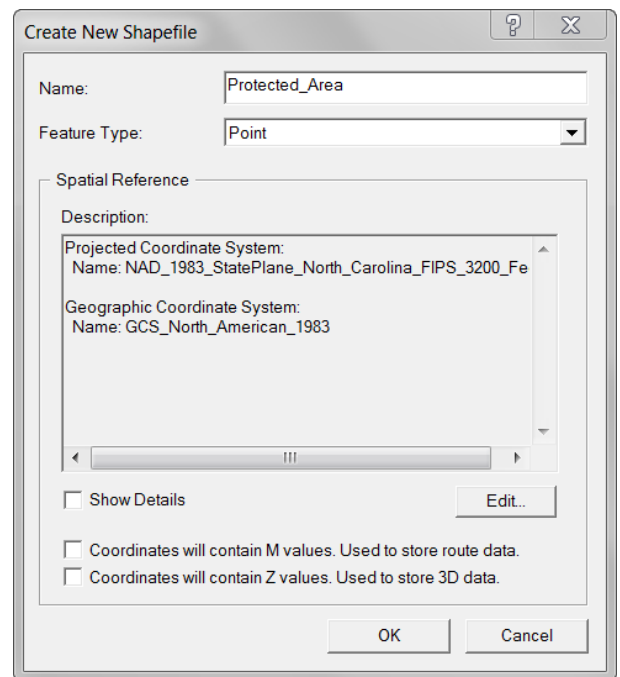 Create New Shapefile
Name: Protected_Area
Feature Type: Point
Spatial Reference
Description:
Projected Coordinate System:
Name: NAD_1983_StatePlane_North_Carolina_FIPS_3200_Fe
Geographic Coordinate System:
Name: GCS_North_American_1983
Show Details
Edit...
Coordinates will contain M values. Used to store route data.
Coordinates will contain Z values. Used to store 3D data.
OK Cancel